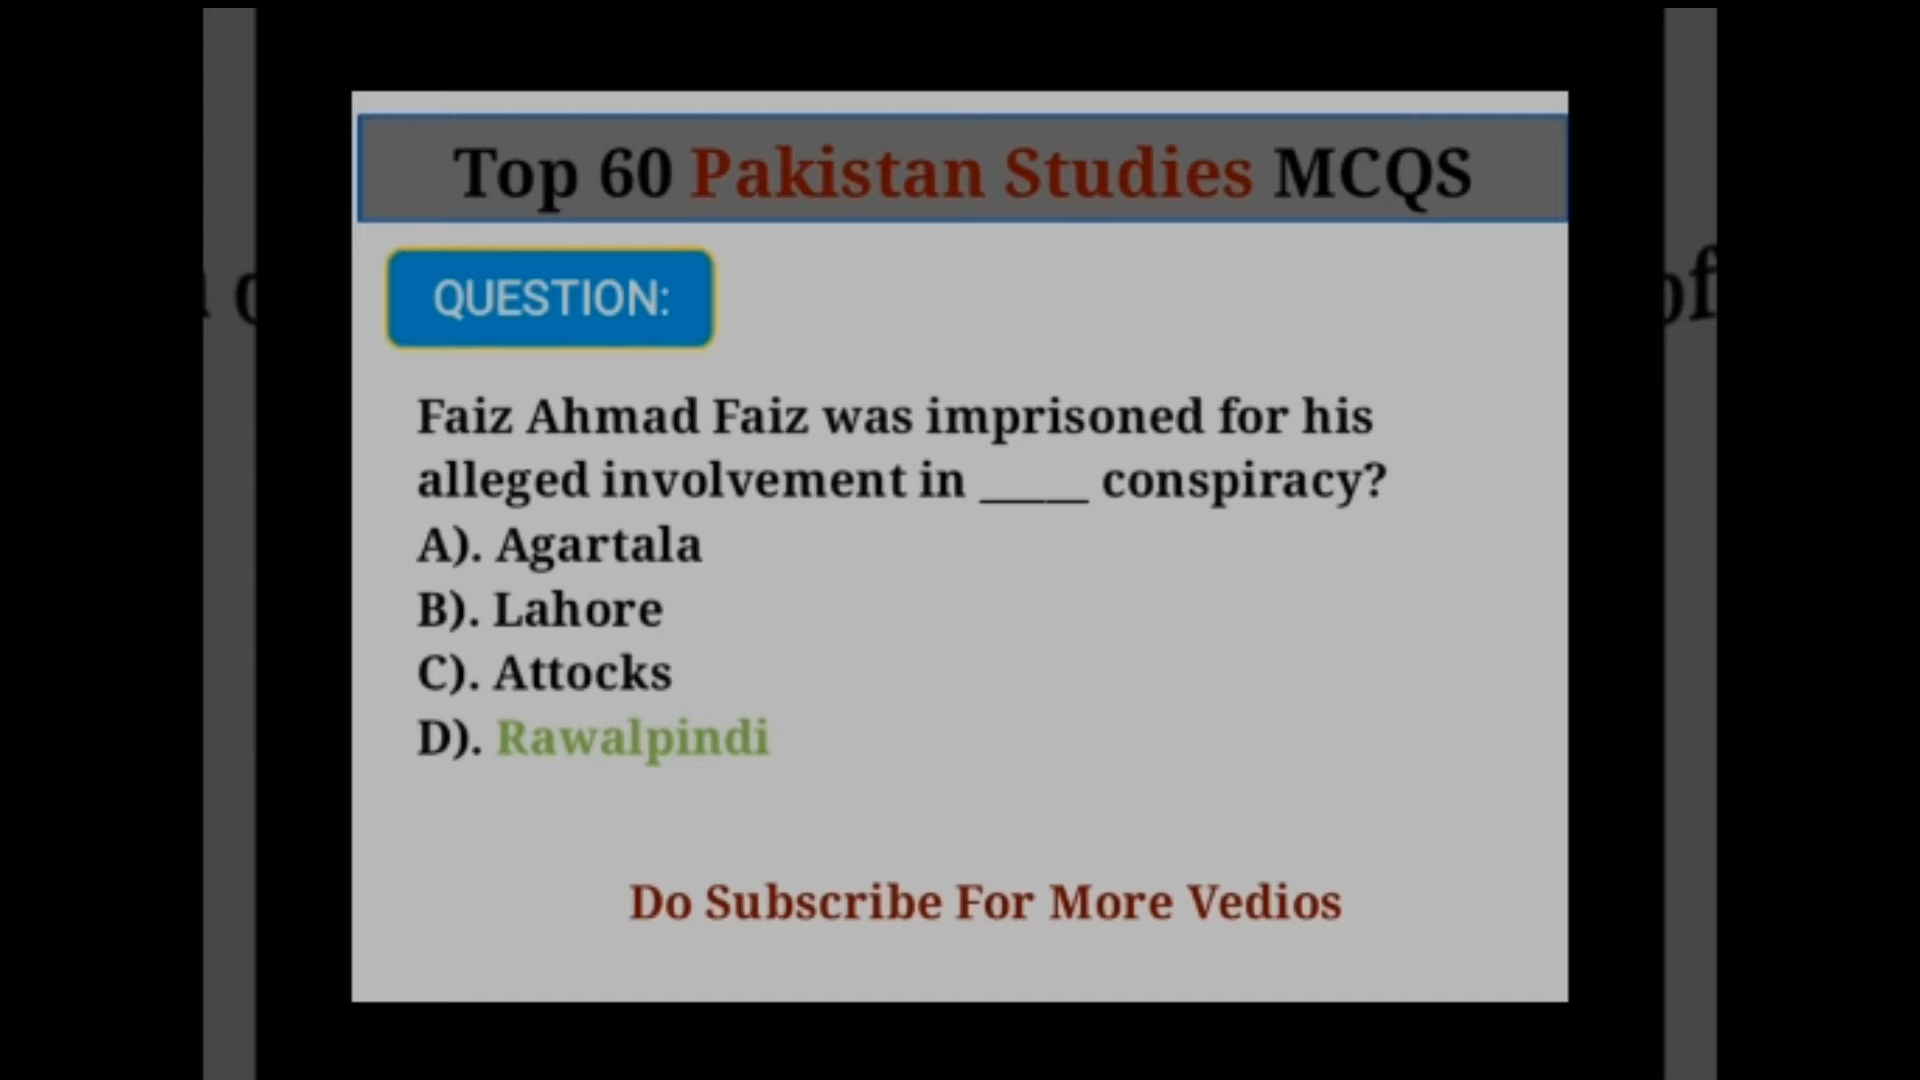 Top 60 Pakistan Studies MCQS
QUESTION:
Faiz Ahmad Faiz was imprisoned for his
alleged involvement in _____ conspiracy?
A). Agartala
B). Lahore
C). Attocks
D). Rawalpindi
Do Subscribe For More Vedios